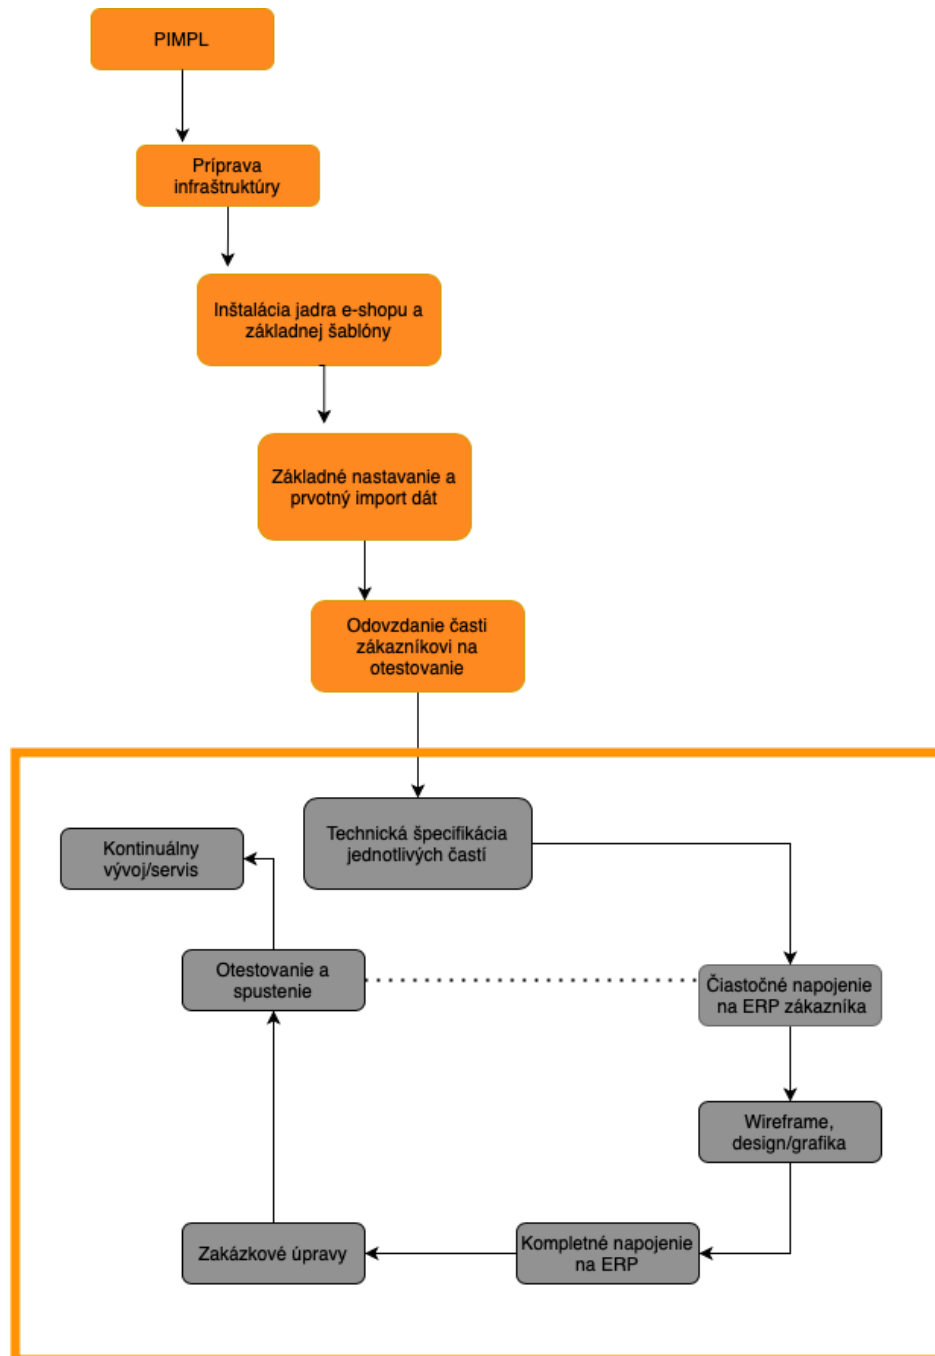 PIMPL
Príprava
infraštruktúry
Inštalácia jadra e-shopu a
základnej šablóny
Základné nastavanie a
prvotný import dát
Odovzdanie časti
zákazníkovi na
otestovanie
Technická špecifikácia
jednotlivých častí
Kontinuálny
vývoj/servis
Otestovanie a
spustenie
Čiastočné napojenie
na ERP zákazníka
Wireframe,
design/grafika
Kompletné napojenie
na ERP
Zakázkové úpravy